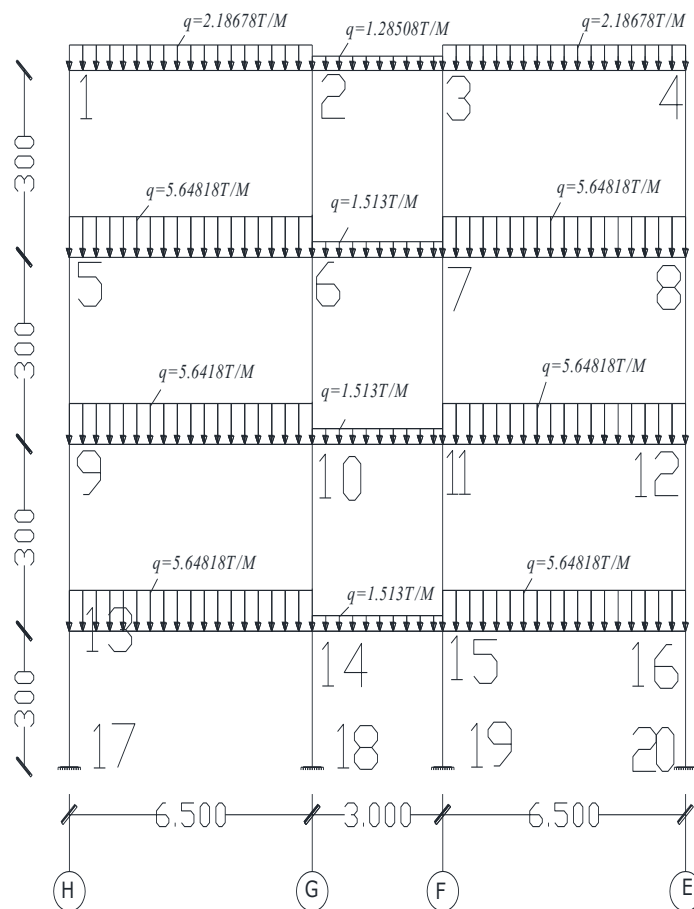 q=2.18678T/M
q=1.28508T/M
q=2.18678T/M
1
2
3
4
300
q=5.64818T/M
q=1.513T/M
q=5.64818T/M
5
6
7
8
300
q=5.6418T/M
q=1.513T/M
q=5.64818T/M
9
10
11
12
300
q=5.64818T/M
q=1.513T/M
q=5.64818T/M
13
14
15
16
300
17
18
19
20
6.500
3.000
6.500
H
G
F
E